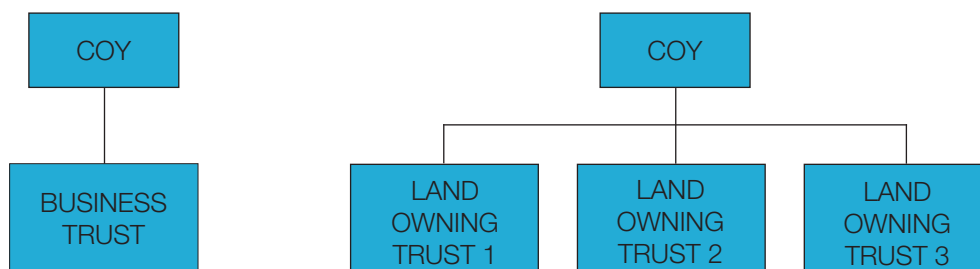 COY
BUSINESS
TRUST
COY
LAND
OWNING
TRUST 1
LAND
OWNING
TRUST 2
LAND
OWNING
TRUST 3